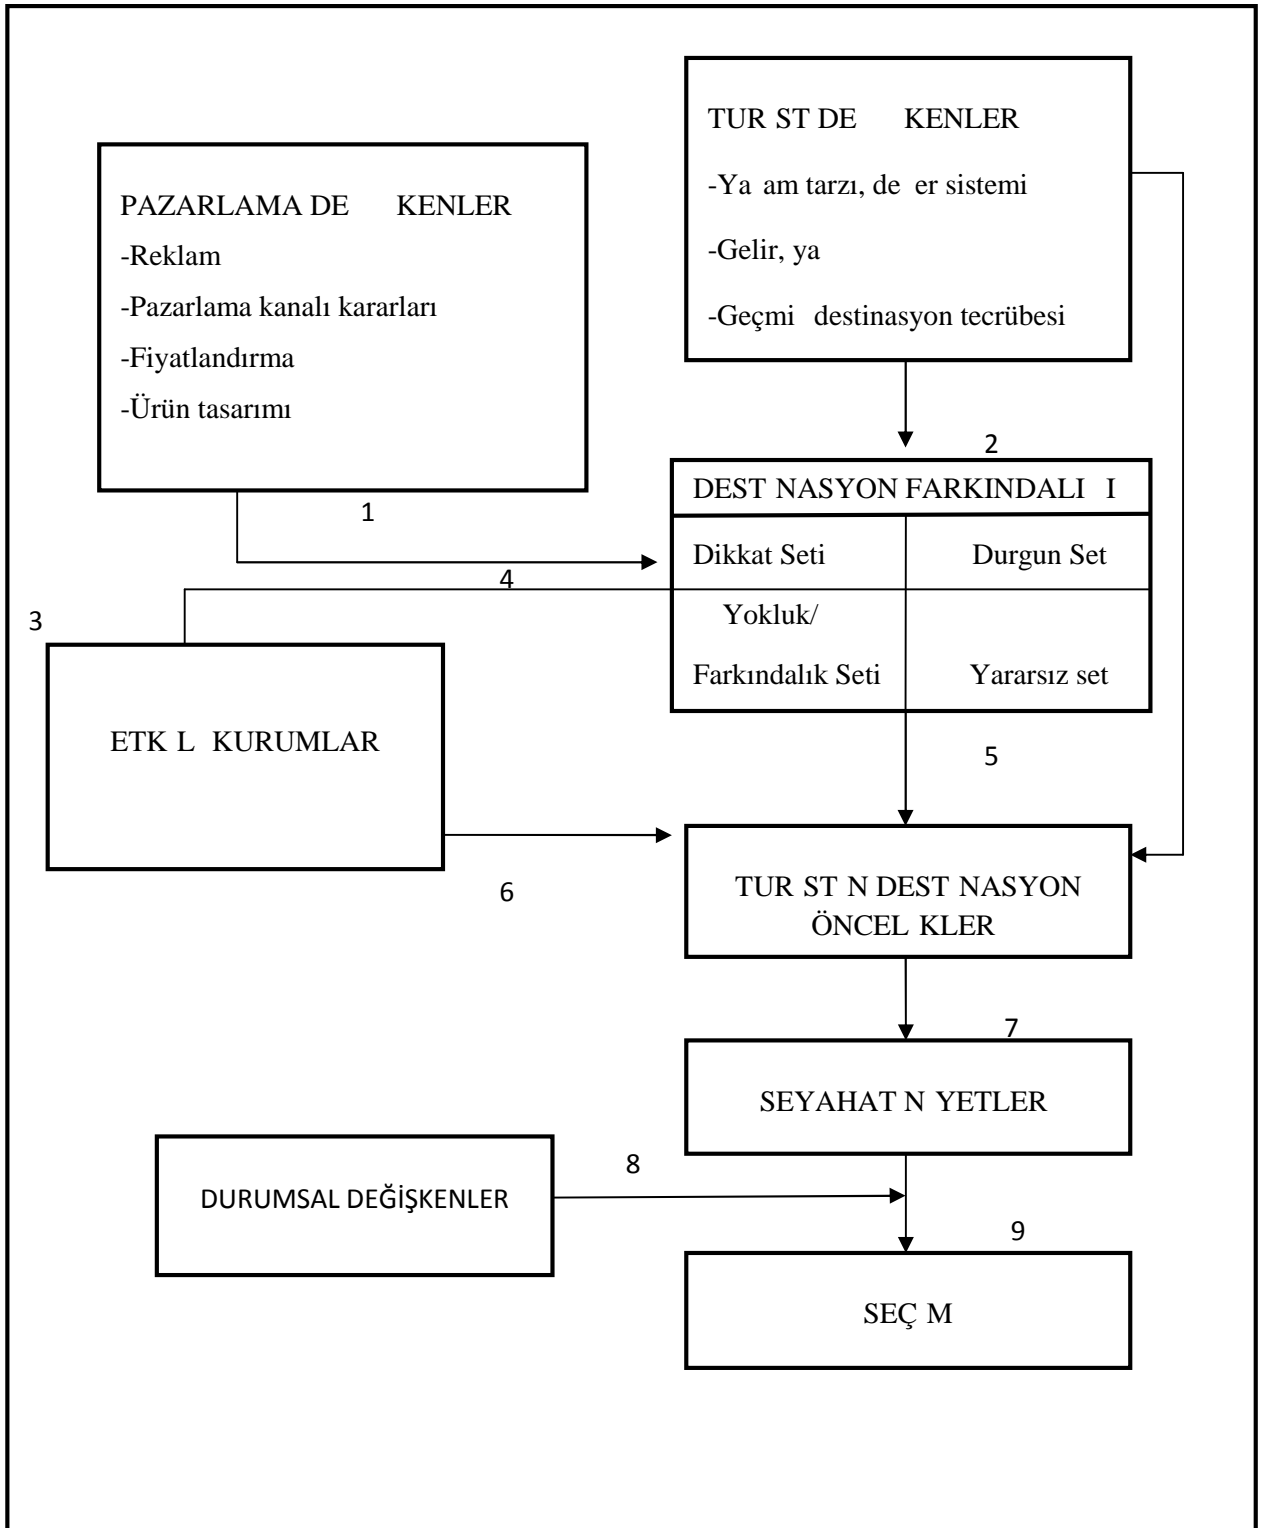 TUR ST DE KENLER
-Ya am tarzı, de er sistemi
-Gelir, ya
-Geçmi destinasyon tecrübesi
PAZARLAMA DE KENLER
-Reklam
-Pazarlama kanalı kararları
-Fiyatlandırma
-Ürün tasarımı
1
2
DEST NASYON FARKINDALI I
Dikkat Seti
Durgun Set
Yokluk/
Farkındalık Seti
Yararsız set
4
3
ETK L KURUMLAR
5
6
TUR ST N DEST NASYON
ÖNCEL KLER
7
SEYAHAT N YETLER
8
DURUMSAL DEĞİŞKENLER
9
SEÇ M